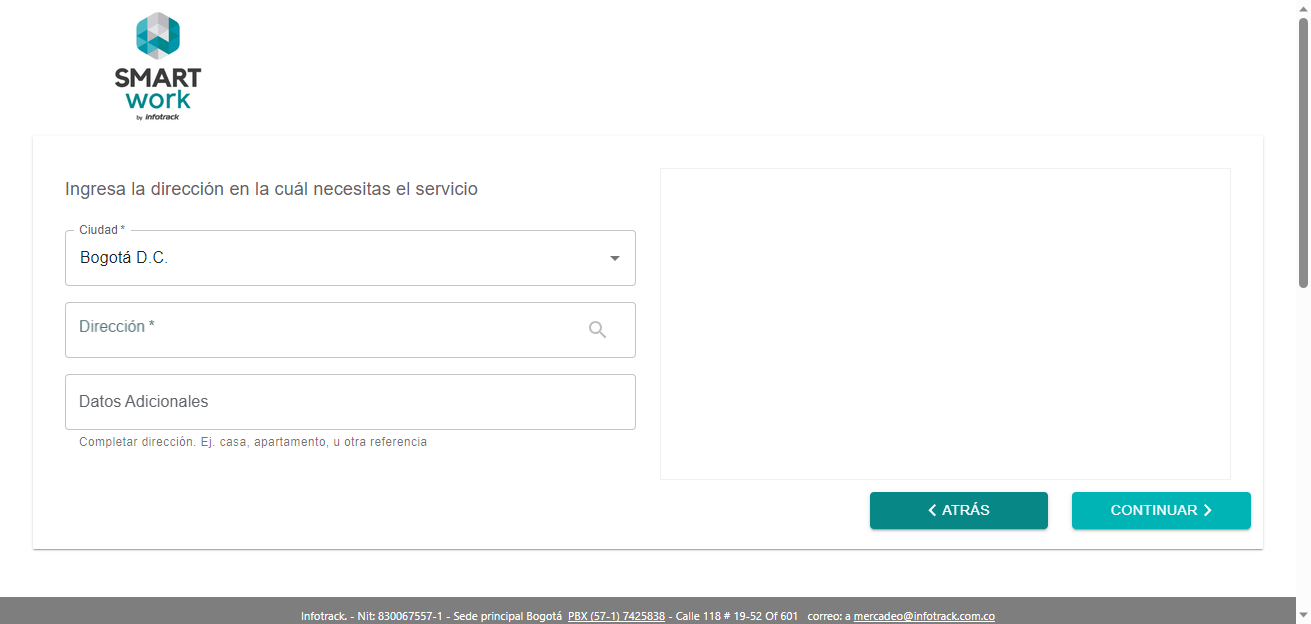 SMART
work
by infotrack
Ingresa la dirección en la cuál necesitas el servicio
Ciudad *
Bogotá D.C.
Dirección *
Datos Adicionales
Completar dirección. Ej. casa, apartamento, u otra referencia
ATRÁS
CONTINUAR
Infotrack. - Nit: 830067557-1 - Sede principal Bogotá PBX (57-1) 7425838 - Calle 118 # 19-52 Of 601 correo: a mercadeo@infotrack.com.co